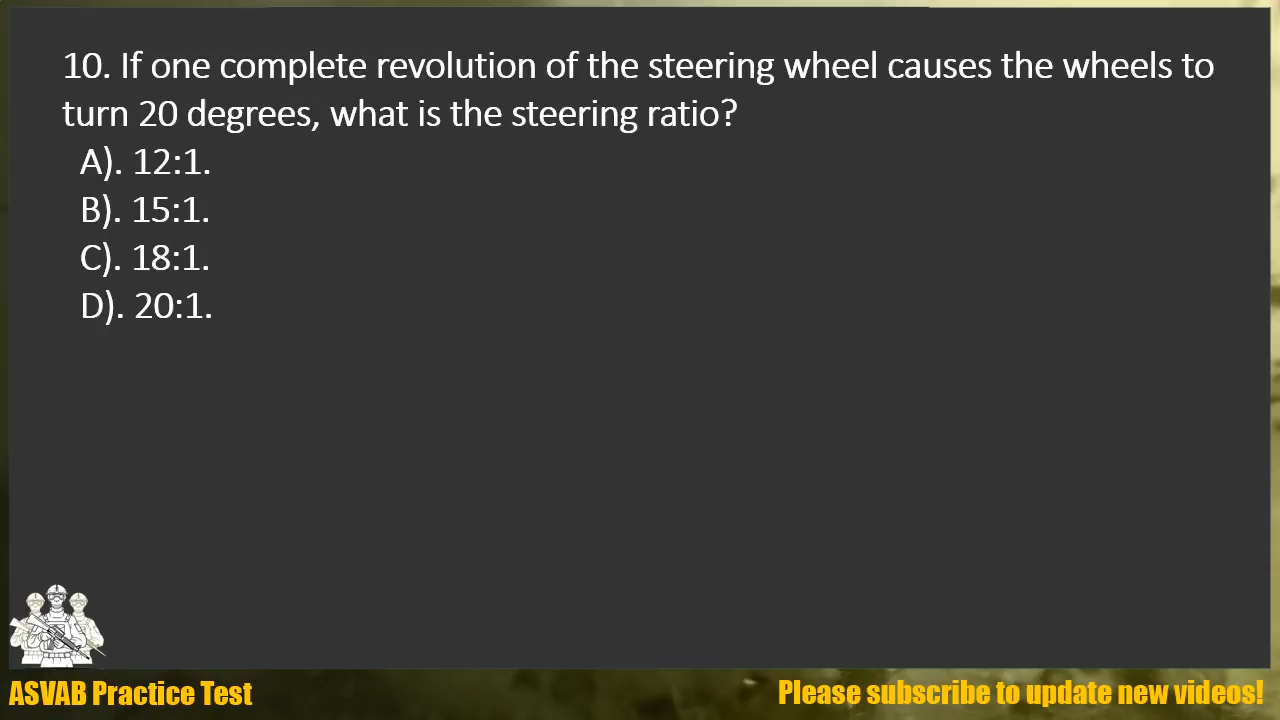 10. If one complete revolution of the steering wheel causes the wheels to
turn 20 degrees, what is the steering ratio?
A). 12:1.
B). 15:1.
C). 18:1.
D). 20:1.
ASVAB Practice Test
Please subscribe to update new videos!